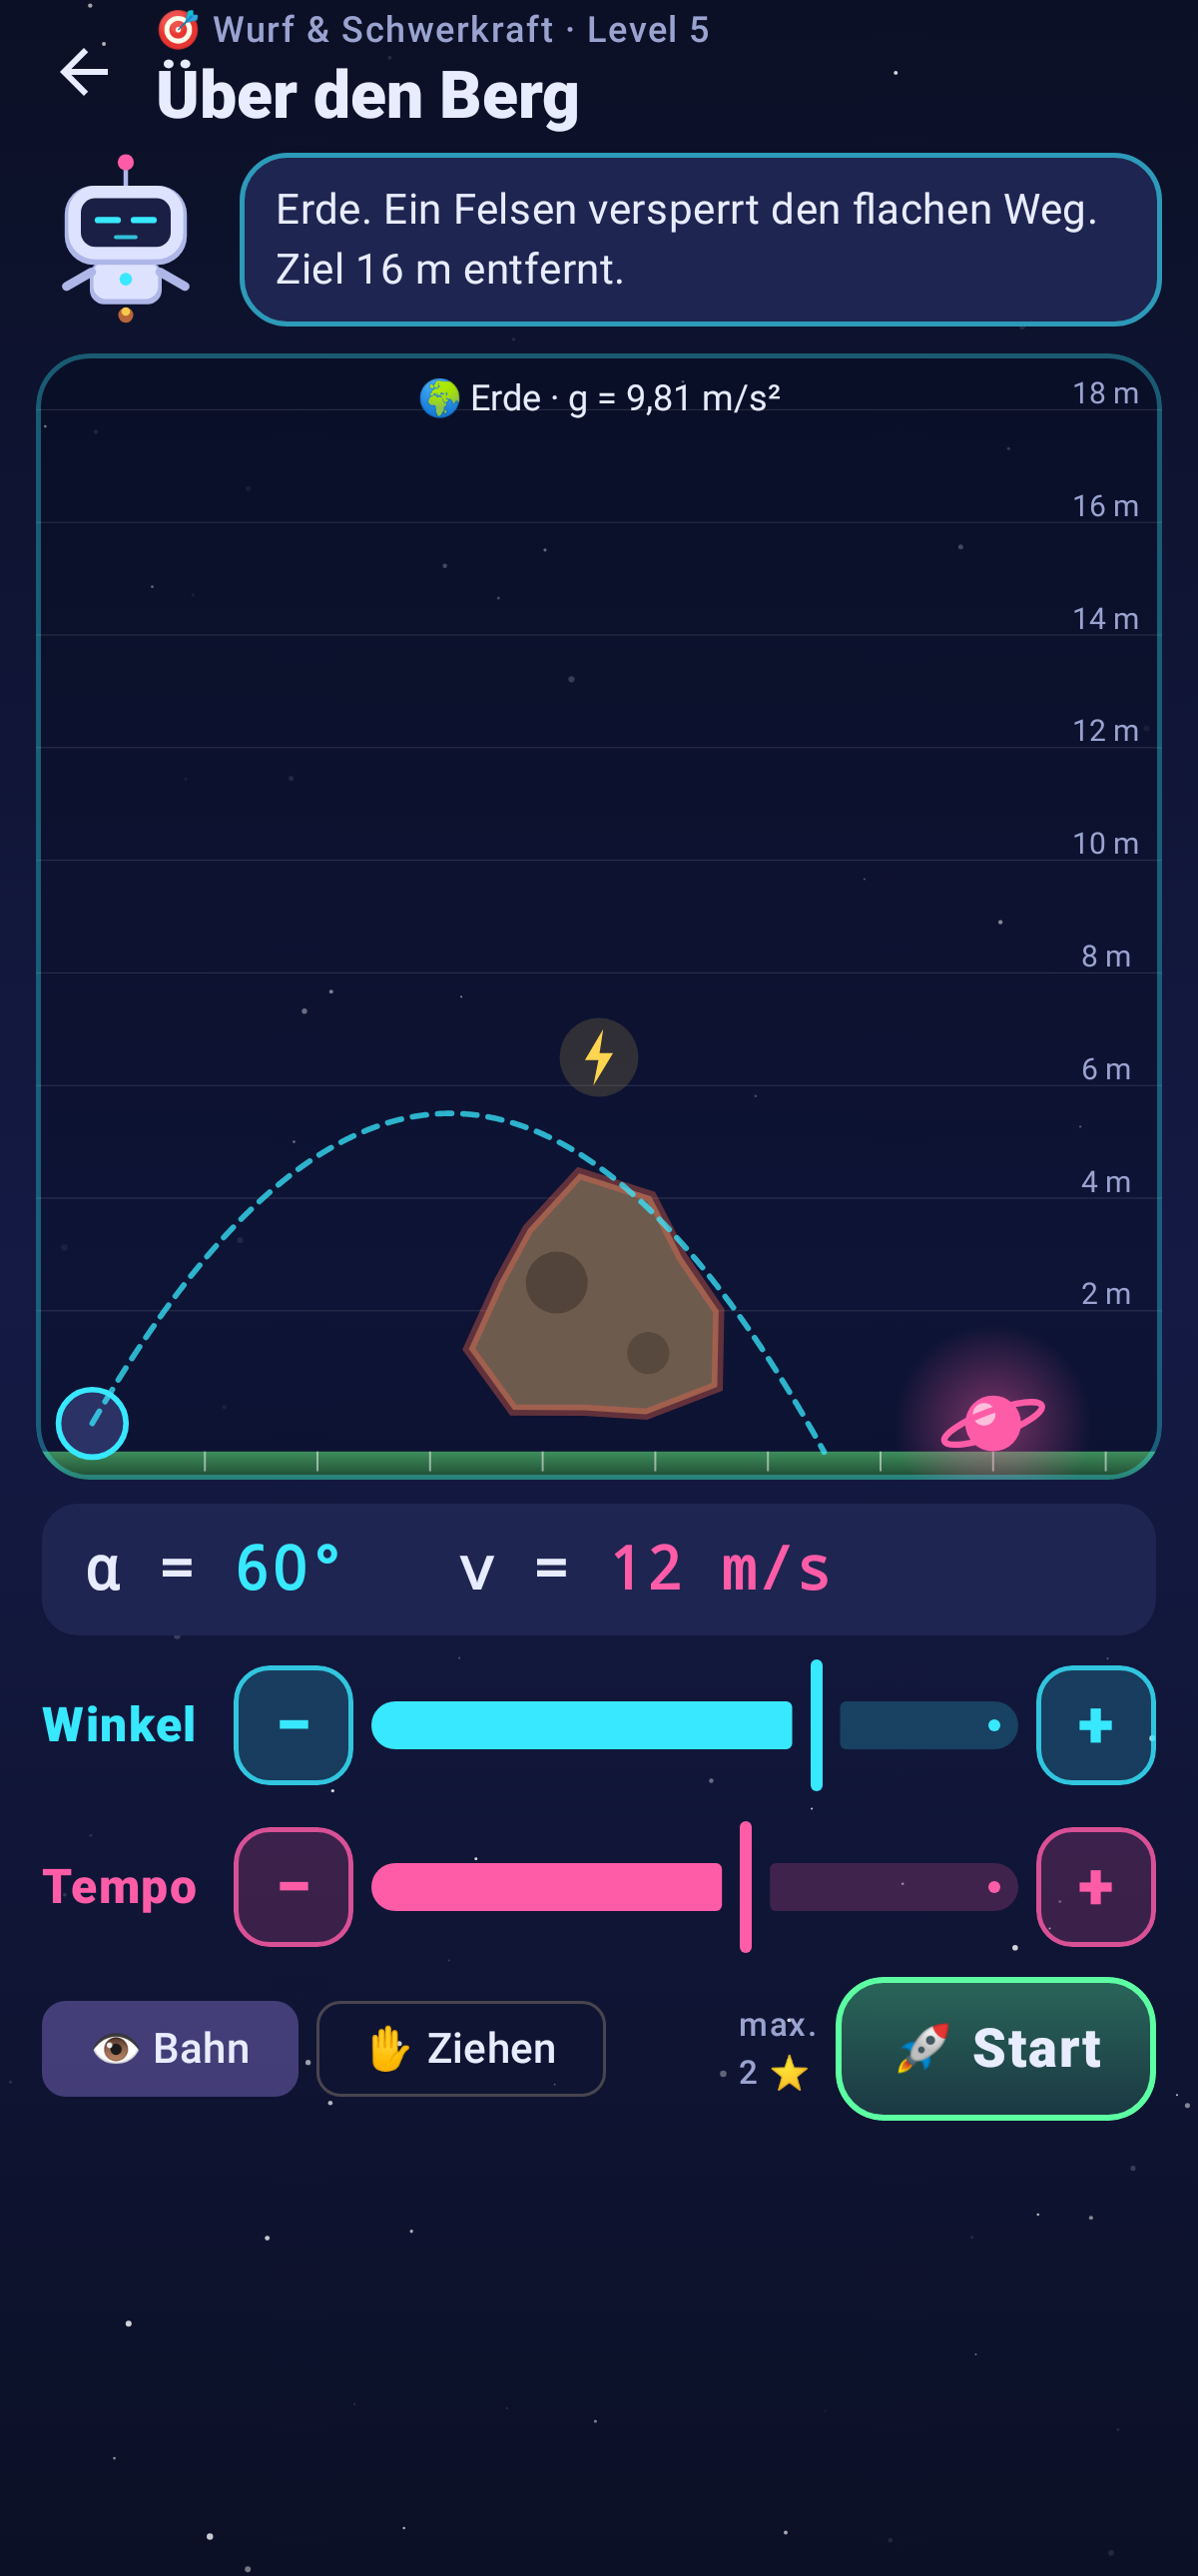 🎯 Wurf & Schwerkraft · Level 5
Über den Berg
Erde. Ein Felsen versperrt den flachen Weg.
Ziel 16 m entfernt.
🌍 Erde · g = 9,81 m/s²
18 m
16 m
14 m
12 m
10 m
8 m
6 m
4 m
2 m
α = 60° v = 12 m/s
Winkel − +
Tempo − +
👁️ Bahn
✋ Ziehen
max.
2 ⭐
🚀 Start